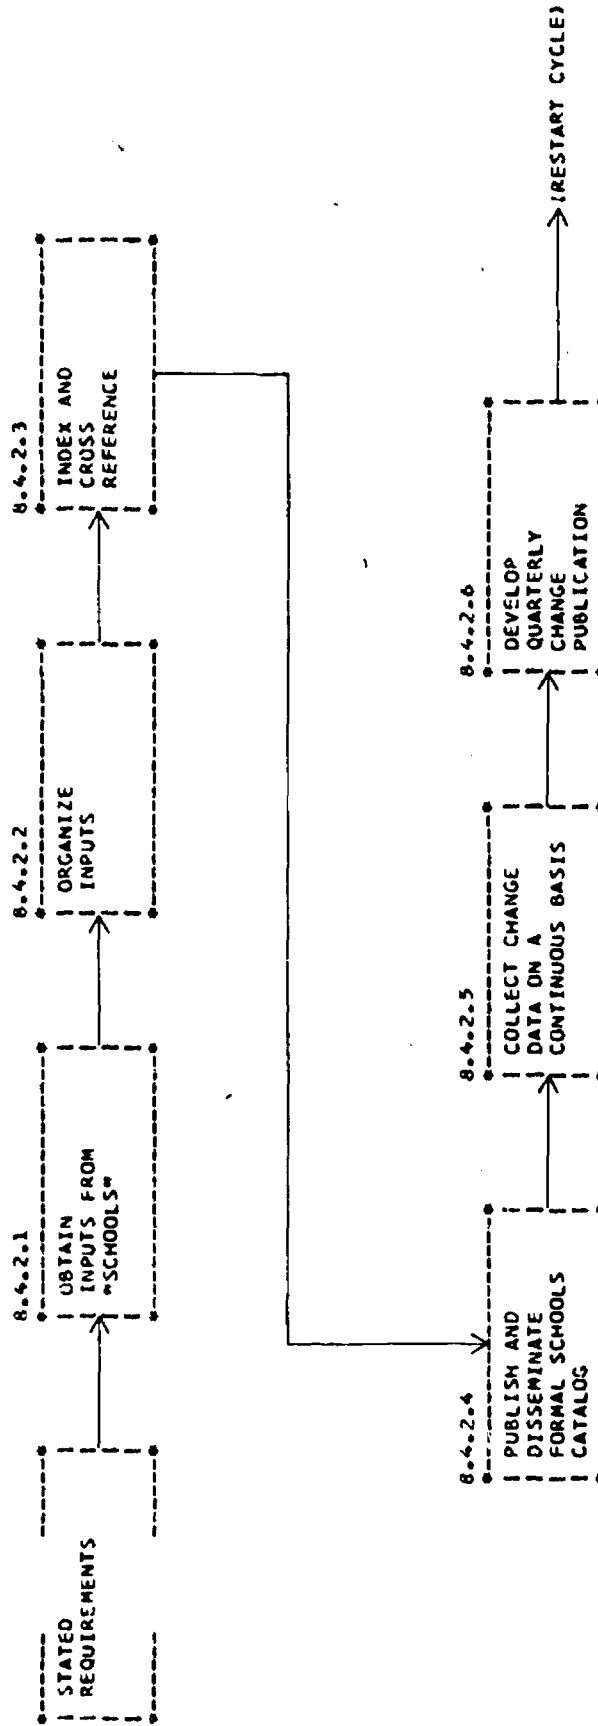 STATED
REQUIREMENTS
8.4.2.1
OBTAIN
INPUTS FROM
"SCHOOLS"
8.4.2.2
ORGANIZE
INPUTS
8.4.2.3
INDEX AND
CROSS
REFERENCE
8.4.2.4
PUBLISH AND
DISSEMINATE
FORMAL SCHOOLS
CATALOG
8.4.2.5
COLLECT CHANGE
DATA ON A
CONTINUOUS BASIS
8.4.2.6
DEVELOP
QUARTERLY
CHANGE
PUBLICATION
(RESTART CYCLE)